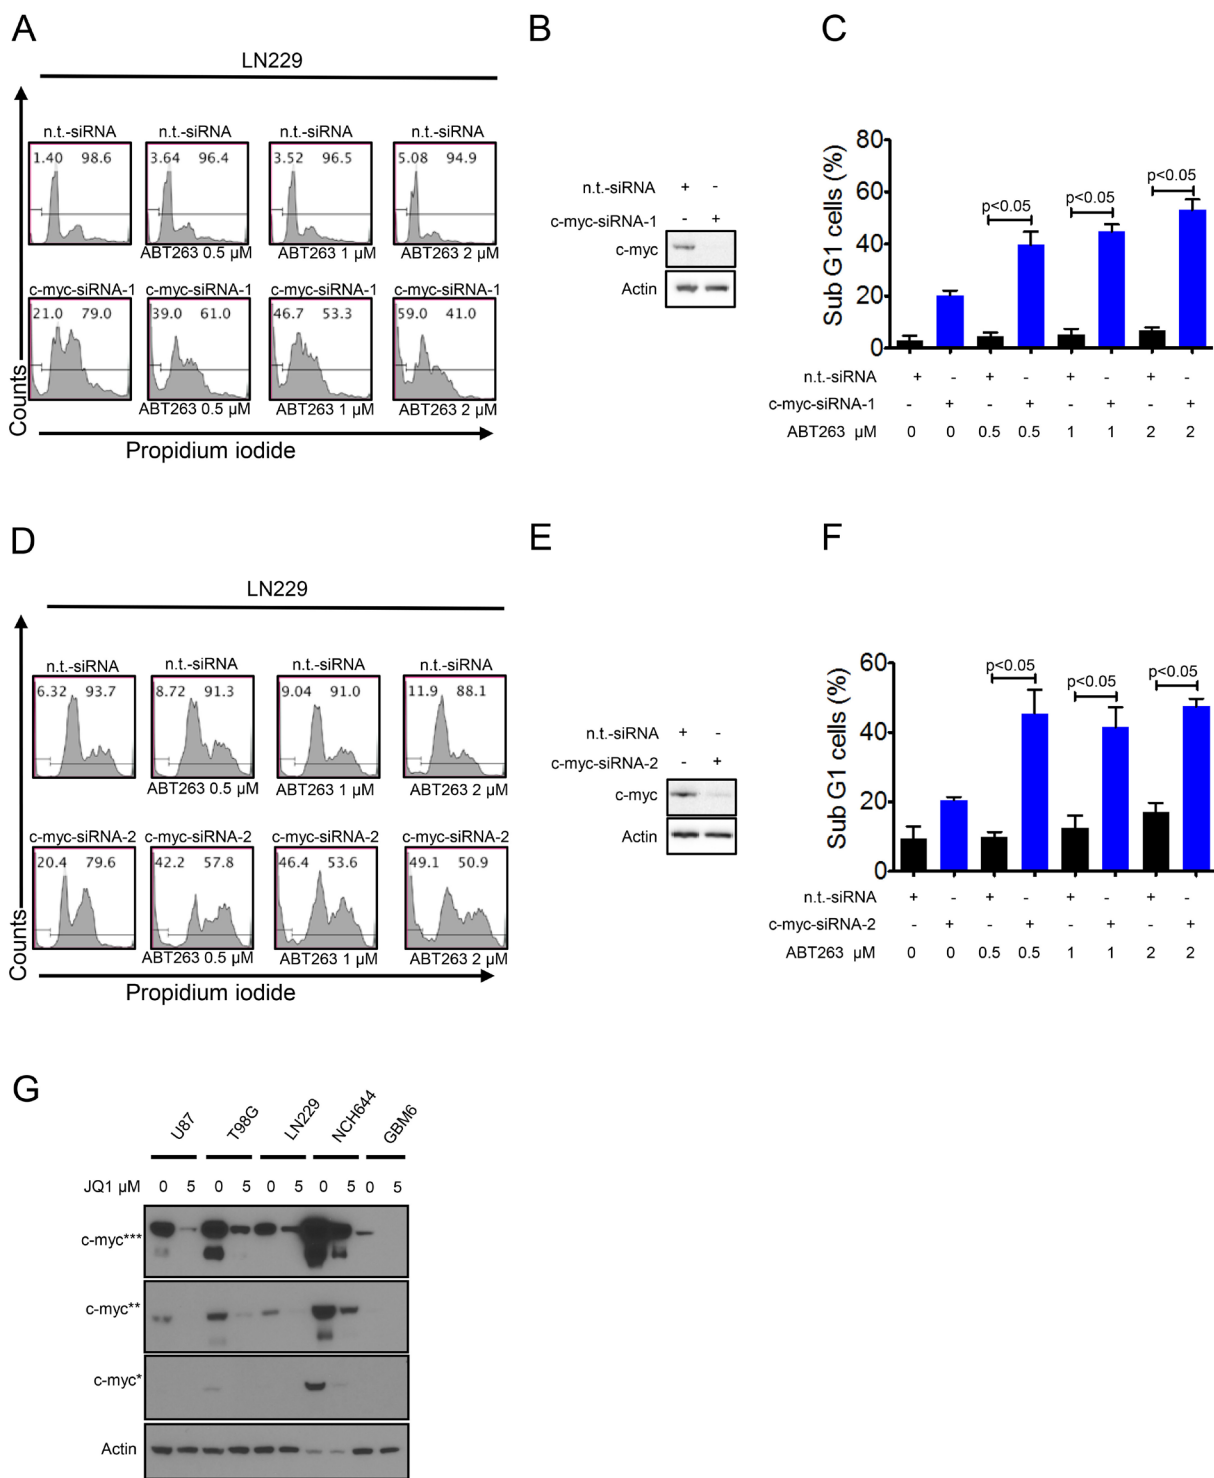 A
LN229
n.t.-siRNA n.t.-siRNA n.t.-siRNA n.t.-siRNA
1.40 98.6 3.64 96.4 3.52 96.5 5.08 94.9
ABT263 0.5 µM ABT263 1 µM ABT263 2 µM
c-myc-siRNA-1 c-myc-siRNA-1 c-myc-siRNA-1 c-myc-siRNA-1
21.0 79.0 39.0 61.0 46.7 53.3 59.0 41.0
ABT263 0.5 µM ABT263 1 µM ABT263 2 µM
Counts
Propidium iodide
B
n.t.-siRNA + -
c-myc-siRNA-1 - +
c-myc
Actin
C
Sub G1 cells (%)
80
60
40
20
0
p<0.05 p<0.05 p<0.05
n.t.-siRNA + - + - + - + -
c-myc-siRNA-1 - + - + - + - +
ABT263 µM 0 0 0.5 0.5 1 1 2 2
D
LN229
n.t.-siRNA n.t.-siRNA n.t.-siRNA n.t.-siRNA
6.32 93.7 8.72 91.3 9.04 91.0 11.9 88.1
ABT263 0.5 µM ABT263 1 µM ABT263 2 µM
c-myc-siRNA-2 c-myc-siRNA-2 c-myc-siRNA-2 c-myc-siRNA-2
20.4 79.6 42.2 57.8 46.4 53.6 49.1 50.9
ABT263 0.5 µM ABT263 1 µM ABT263 2 µM
Counts
Propidium iodide
E
n.t.-siRNA + -
c-myc-siRNA-2 - +
c-myc
Actin
F
Sub G1 cells (%)
60
40
20
0
p<0.05 p<0.05 p<0.05
n.t.-siRNA + - + - + - + -
c-myc-siRNA-2 - + - + - + - +
ABT263 µM 0 0 0.5 0.5 1 1 2 2
G
U87 T98G LN229 NCH644 GBM6
JQ1 µM 0 5 0 5 0 5 0 5 0 5
c-myc***
c-myc**
c-myc*
Actin